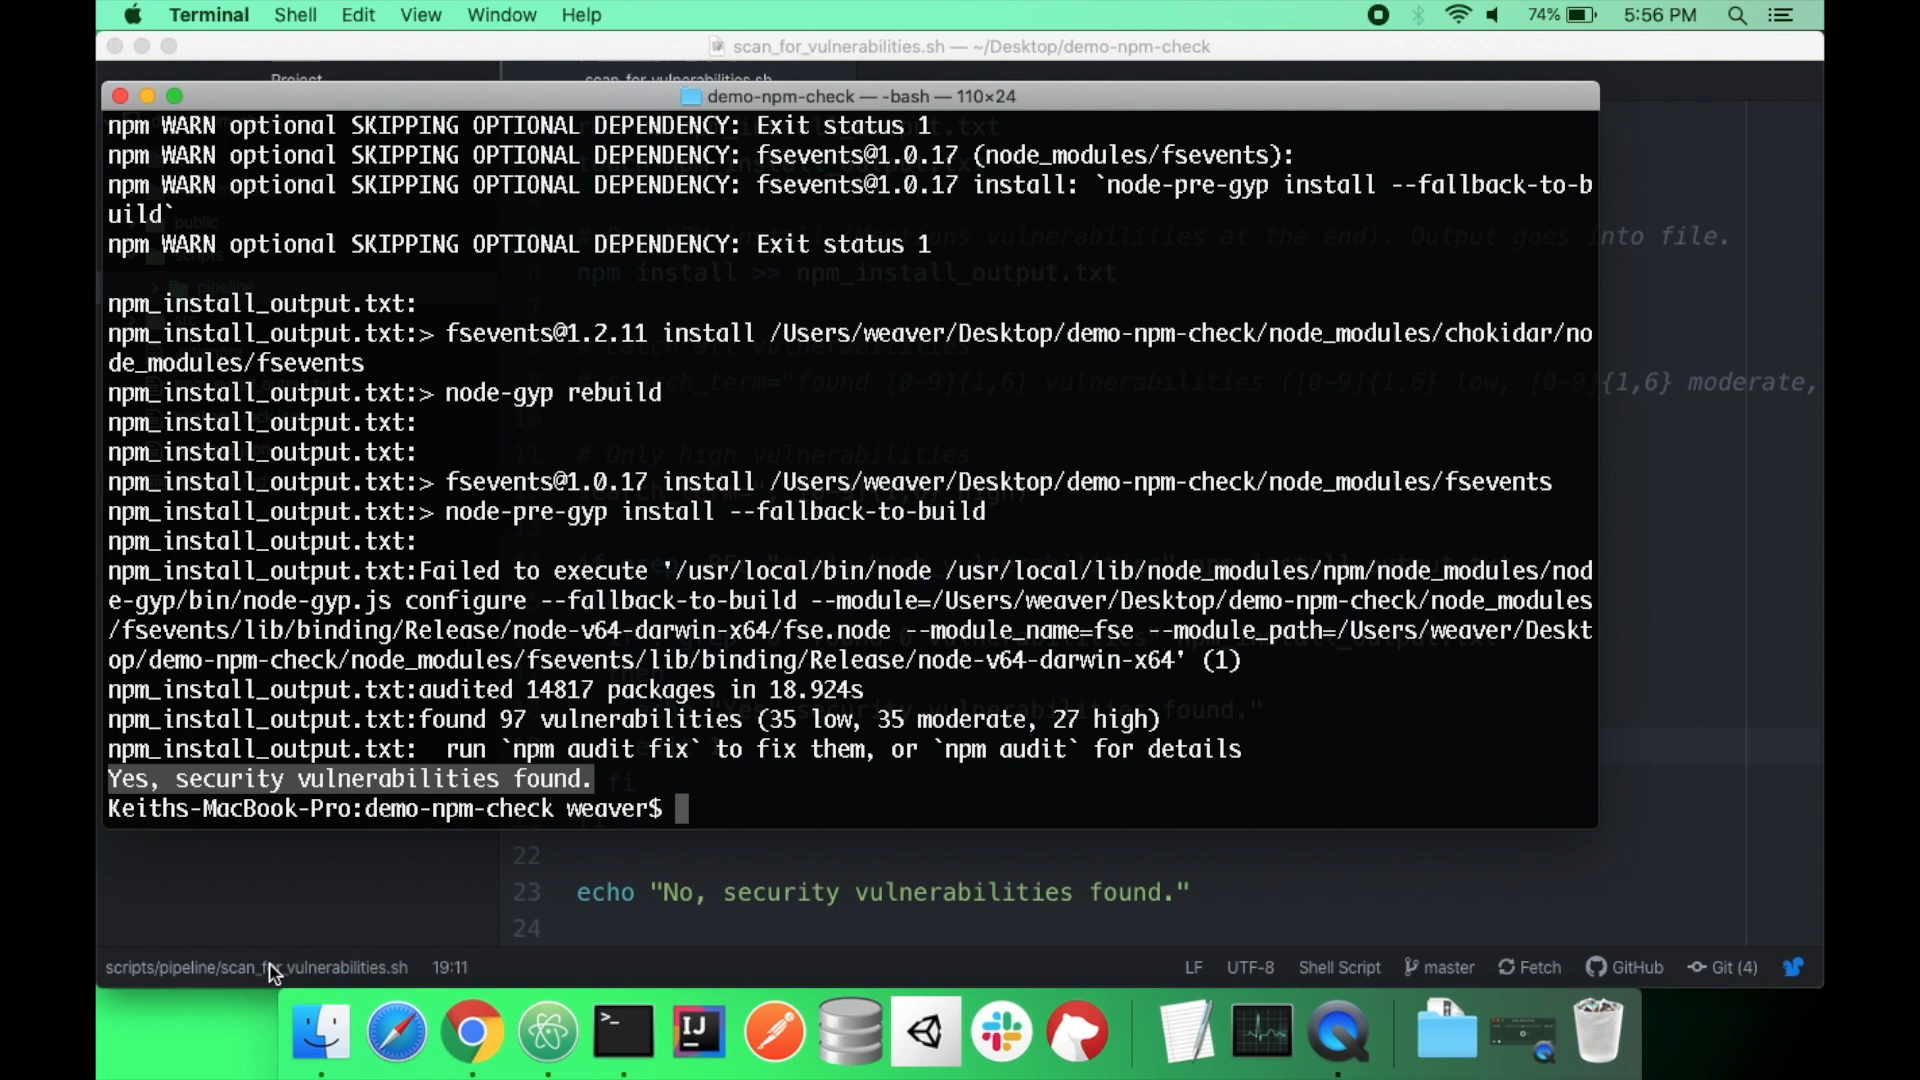 Terminal Shell Edit View Window Help 74% 5:56 PM
scan_for_vulnerabilities.sh — ~/Desktop/demo-npm-check
Project scan_for_vulnerabilities.sh
demo-npm-check — -bash — 110×24
npm WARN optional SKIPPING OPTIONAL DEPENDENCY: Exit status 1
npm WARN optional SKIPPING OPTIONAL DEPENDENCY: fsevents@1.0.17 (node_modules/fsevents):
npm WARN optional SKIPPING OPTIONAL DEPENDENCY: fsevents@1.0.17 install: `node-pre-gyp install --fallback-to-b
uild`
npm WARN optional SKIPPING OPTIONAL DEPENDENCY: Exit status 1
into file.
npm install >> npm_install_output.txt
npm_install_output.txt:
npm_install_output.txt:> fsevents@1.2.11 install /Users/weaver/Desktop/demo-npm-check/node_modules/chokidar/no
de_modules/fsevents
npm_install_output.txt:> node-gyp rebuild
{1,6} moderate,
npm_install_output.txt:
npm_install_output.txt:
npm_install_output.txt:> fsevents@1.0.17 install /Users/weaver/Desktop/demo-npm-check/node_modules/fsevents
npm_install_output.txt:> node-pre-gyp install --fallback-to-build
npm_install_output.txt:
npm_install_output.txt:Failed to execute '/usr/local/bin/node /usr/local/lib/node_modules/npm/node_modules/nod
e-gyp/bin/node-gyp.js configure --fallback-to-build --module=/Users/weaver/Desktop/demo-npm-check/node_modules
/fsevents/lib/binding/Release/node-v64-darwin-x64/fse.node --module_name=fse --module_path=/Users/weaver/Deskt
op/demo-npm-check/node_modules/fsevents/lib/binding/Release/node-v64-darwin-x64' (1)
npm_install_output.txt:audited 14817 packages in 18.924s
npm_install_output.txt:found 97 vulnerabilities (35 low, 35 moderate, 27 high)
npm_install_output.txt:  run `npm audit fix` to fix them, or `npm audit` for details
Yes, security vulnerabilities found.
Keiths-MacBook-Pro:demo-npm-check weaver$
22
23 echo "No, security vulnerabilities found."
24
scripts/pipeline/scan_for_vulnerabilities.sh 19:11 LF UTF-8 Shell Script master Fetch GitHub Git (4)
IJ